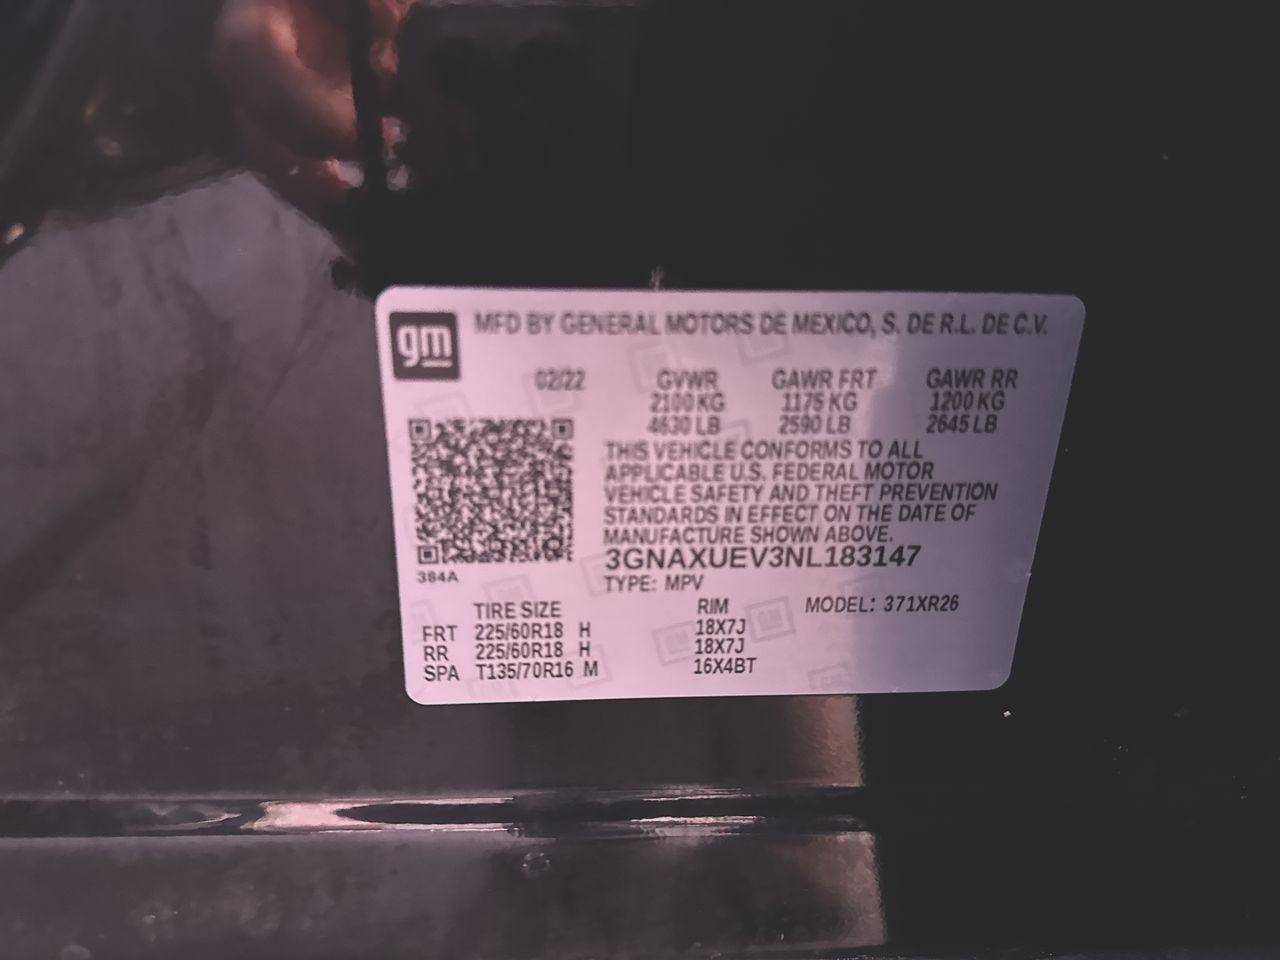 gm
MFD BY GENERAL MOTORS DE MEXICO, S. DE R.L. DE C.V.
02/22 GVWR GAWR FRT GAWR RR
2100 KG 1175 KG 1200 KG
4630 LB 2590 LB 2645 LB
THIS VEHICLE CONFORMS TO ALL
APPLICABLE U.S. FEDERAL MOTOR
VEHICLE SAFETY AND THEFT PREVENTION
STANDARDS IN EFFECT ON THE DATE OF
MANUFACTURE SHOWN ABOVE.
3GNAXUEV3NL183147
384A
TYPE: MPV
TIRE SIZE RIM MODEL: 371XR26
FRT 225/60R18 H 18X7J
RR 225/60R18 H 18X7J
SPA T135/70R16 M 16X4BT